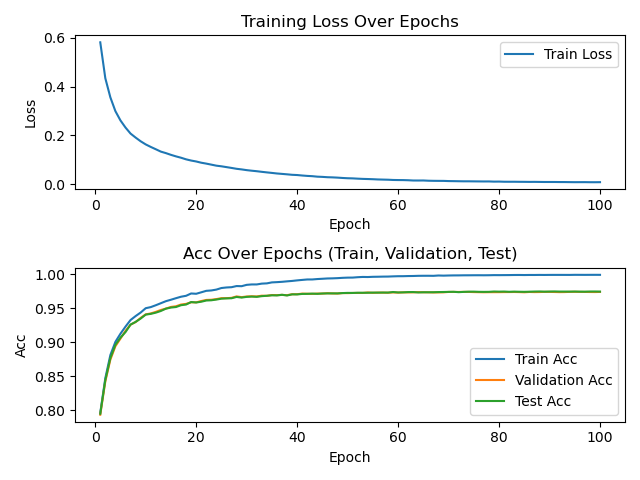 Training Loss Over Epochs
0.6
0.4
0.2
0.0
Loss
Train Loss
0 20 40 60 80 100
Epoch
Acc Over Epochs (Train, Validation, Test)
1.00
0.95
0.90
0.85
0.80
Acc
Train Acc
Validation Acc
Test Acc
0 20 40 60 80 100
Epoch